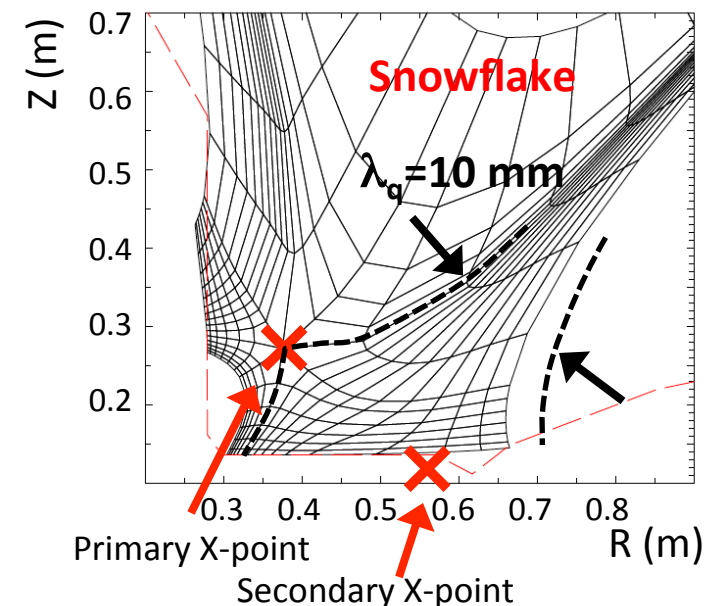 Z (m)
0.7
0.6
0.5
0.4
0.3
0.2
Snowflake
λq=10 mm
0.3 0.4 0.5 0.6 0.7 0.8
R (m)
Primary X-point
Secondary X-point